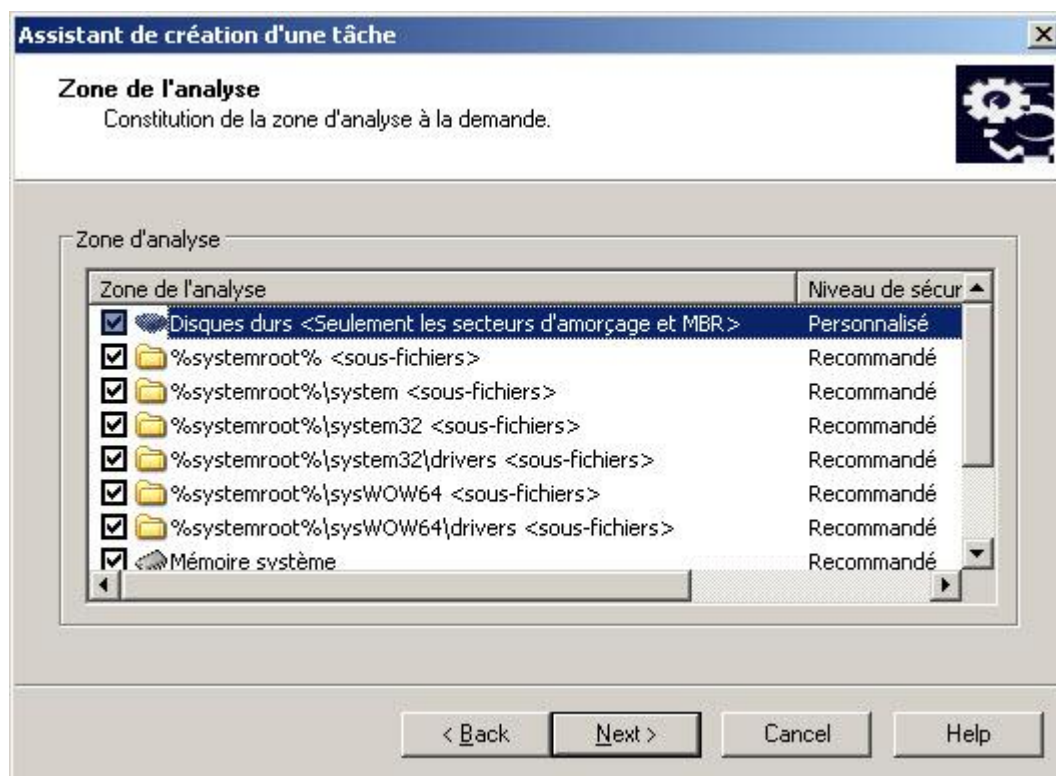 Assistant de création d'une tâche
Zone de l'analyse
Constitution de la zone d'analyse à la demande.
Zone d'analyse
Zone de l'analyse Niveau de sécur
Disques durs <Seulement les secteurs d'amorçage et MBR> Personnalisé
%systemroot% <sous-fichiers> Recommandé
%systemroot%\system <sous-fichiers> Recommandé
%systemroot%\system32 <sous-fichiers> Recommandé
%systemroot%\system32\drivers <sous-fichiers> Recommandé
%systemroot%\sysWOW64 <sous-fichiers> Recommandé
%systemroot%\sysWOW64\drivers <sous-fichiers> Recommandé
Mémoire système Recommandé
< Back Next > Cancel Help